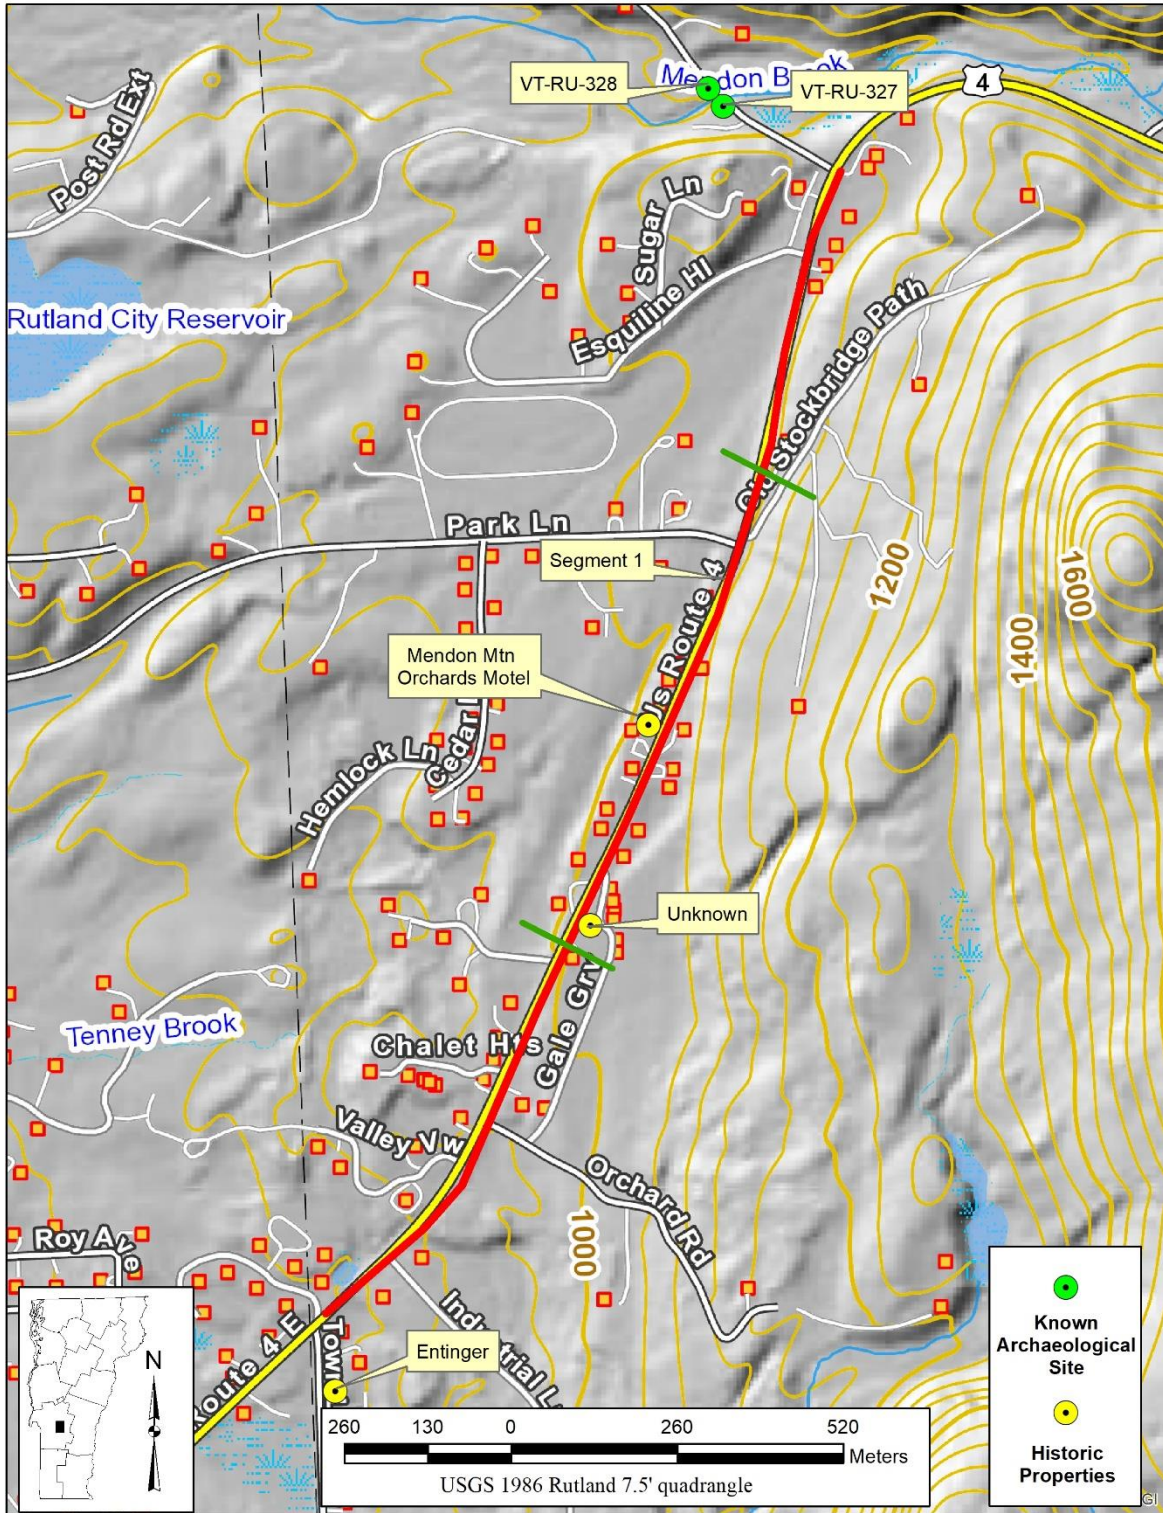 VT-RU-328
Mendon Brook
VT-RU-327
4
Post Rd Ext
Sugar Ln
Rutland City Reservoir
Esquiline Hl
Old Stockbridge Path
Park Ln
Segment 1
1200
1600
Us Route 4
1400
Mendon Mtn
Orchards Motel
Cedar
Hemlock Ln
Unknown
Tenney Brook
Gale Grv
Chalet Hts
Valley Vw
Orchard Rd
1000
Roy Ave
Industrial L
Route 4 E
Entinger
N
260 130 0 260 520
Meters
USGS 1986 Rutland 7.5' quadrangle
Known
Archaeological
Site
Historic
Properties